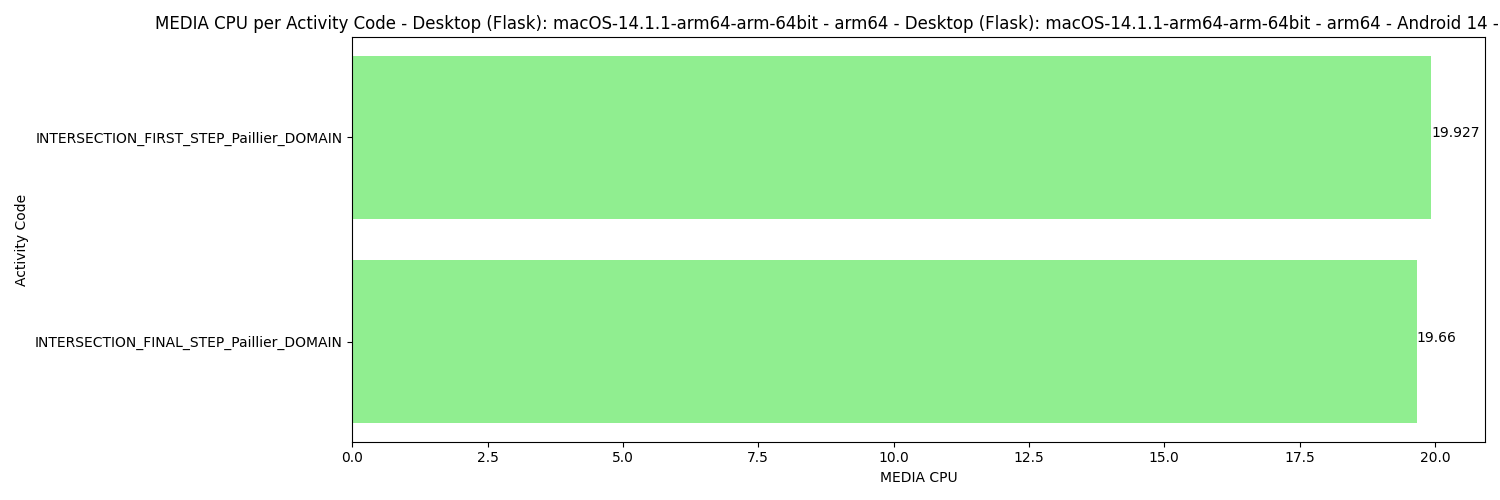 MEDIA CPU per Activity Code - Desktop (Flask): macOS-14.1.1-arm64-arm-64bit - arm64 - Desktop (Flask): macOS-14.1.1-arm64-arm-64bit - arm64 - Android 14 -
INTERSECTION_FIRST_STEP_Paillier_DOMAIN
19.927
Activity Code
INTERSECTION_FINAL_STEP_Paillier_DOMAIN
19.66
0.0 2.5 5.0 7.5 10.0 12.5 15.0 17.5 20.0
MEDIA CPU